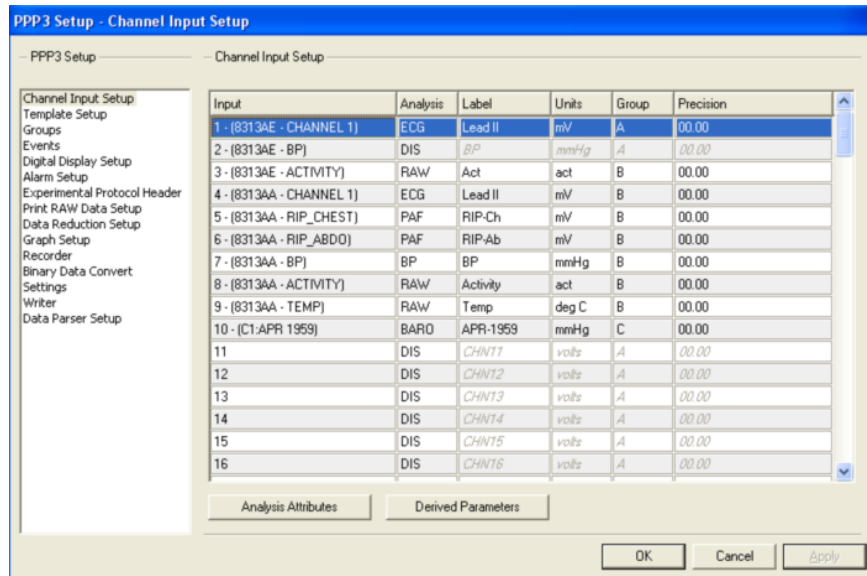 PPP3 Setup - Channel Input Setup
PPP3 Setup
Channel Input Setup
Template Setup
Groups
Events
Digital Display Setup
Alarm Setup
Experimental Protocol Header
Print RAW Data Setup
Data Reduction Setup
Graph Setup
Recorder
Binary Data Convert
Settings
Writer
Data Parser Setup
Channel Input Setup
Input Analysis Label Units Group Precision
1 - (8313AE - CHANNEL 1) ECG Lead II mV A 00.00
2 - (8313AE - BP) DIS BP mmHg A 00.00
3 - (8313AE - ACTIVITY) RAW Act act B 00.00
4 - (8313AA - CHANNEL 1) ECG Lead II mV B 00.00
5 - (8313AA - RIP_CHEST) PAF RIP-Ch mV B 00.00
6 - (8313AA - RIP_ABDO) PAF RIP-Ab mV B 00.00
7 - (8313AA - BP) BP BP mmHg B 00.00
8 - (8313AA - ACTIVITY) RAW Activity act B 00.00
9 - (8313AA - TEMP) RAW Temp deg C B 00.00
10 - (C1:APR 1959) BARO APR-1959 mmHg C 00.00
11 DIS CHN11 volts A 00.00
12 DIS CHN12 volts A 00.00
13 DIS CHN13 volts A 00.00
14 DIS CHN14 volts A 00.00
15 DIS CHN15 volts A 00.00
16 DIS CHN16 volts A 00.00
Analysis Attributes Derived Parameters
OK Cancel Apply